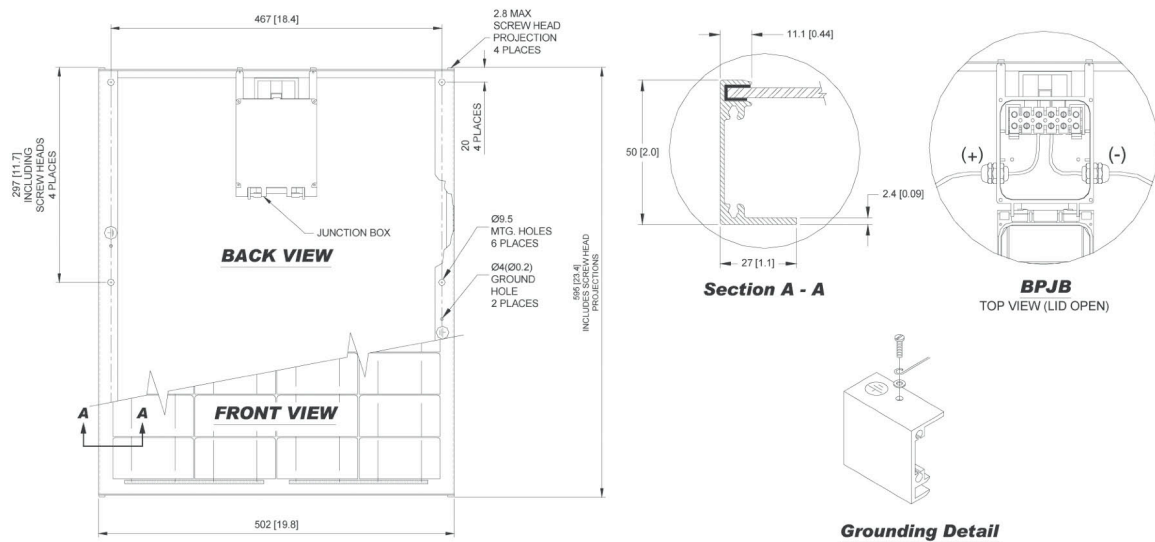 467 [18.4]
2.8 MAX
SCREW HEAD
PROJECTION
4 PLACES
297 [11.7]
INCLUDING
SCREW HEADS
4 PLACES
20
4 PLACES
JUNCTION BOX
BACK VIEW
Ø9.5
MTG. HOLES
6 PLACES
Ø4(Ø0.2)
GROUND
HOLE
2 PLACES
595 [23.4]
INCLUDES SCREW HEAD
PROJECTIONS
A A
FRONT VIEW
502 [19.8]
11.1 [0.44]
50 [2.0]
2.4 [0.09]
27 [1.1]
Section A - A
(+) (-)
BPJB
TOP VIEW (LID OPEN)
Grounding Detail